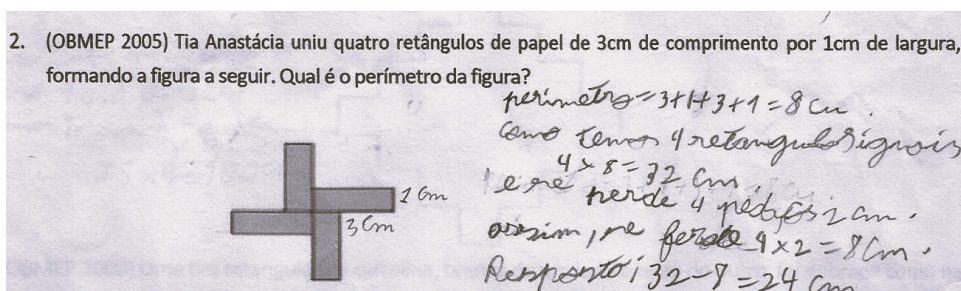 2. (OBMEP 2005) Tia Anastácia uniu quatro retângulos de papel de 3cm de comprimento por 1cm de largura,
formando a figura a seguir. Qual é o perímetro da figura?
perimetro = 3+1+3+1 = 8 cm.
Como temos 4 retangulos iguais
4 x 8 = 32 cm.
e se perde 4 pedaços 2 cm.
1 cm
3 cm
assim, se perde 4 x 2 = 8 cm.
Resposta: 32-8 = 24 cm